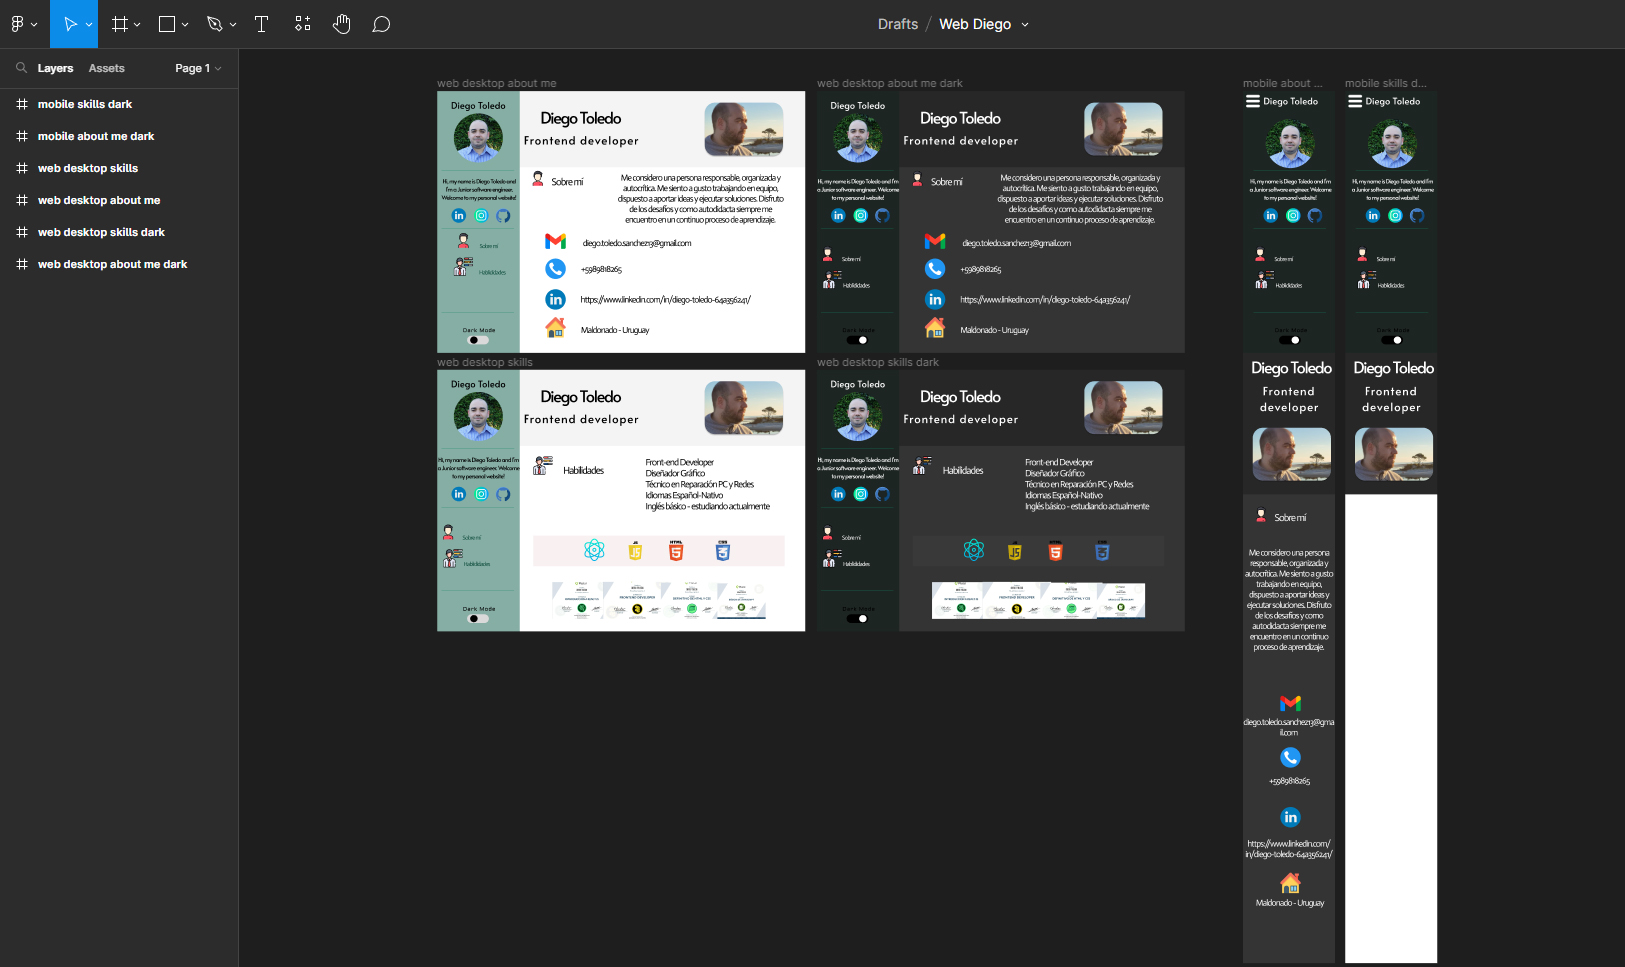 Drafts / Web Diego
Layers Assets Page 1
mobile skills dark
mobile about me dark
web desktop skills
web desktop about me
web desktop skills dark
web desktop about me dark
web desktop about me
Diego Toledo
Hi, my name is Diego Toledo and
I'm a Junior software engineer.
Welcome to my personal website!
Sobre mí
Habilidades
Dark Mode
Diego Toledo
Frontend developer
Sobre mí
Me considero una persona responsable, organizada y
autocrítica. Me siento a gusto trabajando en equipo,
dispuesto a aportar ideas y ejecutar soluciones. Disfruto
de los desafíos y como autodidacta siempre me
encuentro en un continuo proceso de aprendizaje.
diego.toledo.sanchez13@gmail.com
+5989818265
https://www.linkedin.com/in/diego-toledo-64a356241/
Maldonado - Uruguay
web desktop about me dark
Diego Toledo
Hi, my name is Diego Toledo and I'm
a Junior software engineer. Welcome
to my personal website!
Sobre mí
Habilidades
Dark Mode
Diego Toledo
Frontend developer
Sobre mí
Me considero una persona responsable, organizada y
autocrítica. Me siento a gusto trabajando en equipo,
dispuesto a aportar ideas y ejecutar soluciones. Disfruto
de los desafíos y como autodidacta siempre me
encuentro en un continuo proceso de aprendizaje.
diego.toledo.sanchez13@gmail.com
+5989818265
https://www.linkedin.com/in/diego-toledo-64a356241/
Maldonado - Uruguay
web desktop skills
Diego Toledo
Hi, my name is Diego Toledo and I'm
a Junior software engineer. Welcome
to my personal website!
Sobre mí
Habilidades
Dark Mode
Diego Toledo
Frontend developer
Habilidades
Front-end Developer
Diseñador Gráfico
Técnico en Reparación PC y Redes
Idiomas Español-Nativo
Inglés básico - estudiando actualmente
JS HTML CSS
FRONTEND DEVELOPER
web desktop skills dark
Diego Toledo
Hi, my name is Diego Toledo and I'm
a Junior software engineer. Welcome
to my personal website!
Sobre mí
Habilidades
Dark Mode
Diego Toledo
Frontend developer
Habilidades
Front-end Developer
Diseñador Gráfico
Técnico en Reparación PC y Redes
Idiomas Español-Nativo
Inglés básico - estudiando actualmente
JS HTML CSS
FRONTEND DEVELOPER
mobile about ...
Diego Toledo
Hi, my name is Diego Toledo and I'm
a Junior software engineer. Welcome
to my personal website!
Sobre mí
Habilidades
Dark Mode
Diego Toledo
Frontend
developer
Sobre mí
Me considero una persona
responsable, organizada y
autocrítica. Me siento a gusto
trabajando en equipo,
dispuesto a aportar ideas y
ejecutar soluciones. Disfruto
de los desafíos y como
autodidacta siempre me
encuentro en un continuo
proceso de aprendizaje.
diego.toledo.sanchez13@gma
il.com
+5989818265
https://www.linkedin.com/
in/diego-toledo-64a356241/
Maldonado - Uruguay
mobile skills d...
Diego Toledo
Hi, my name is Diego Toledo and I'm
a Junior software engineer. Welcome
to my personal website!
Sobre mí
Habilidades
Dark Mode
Diego Toledo
Frontend
developer